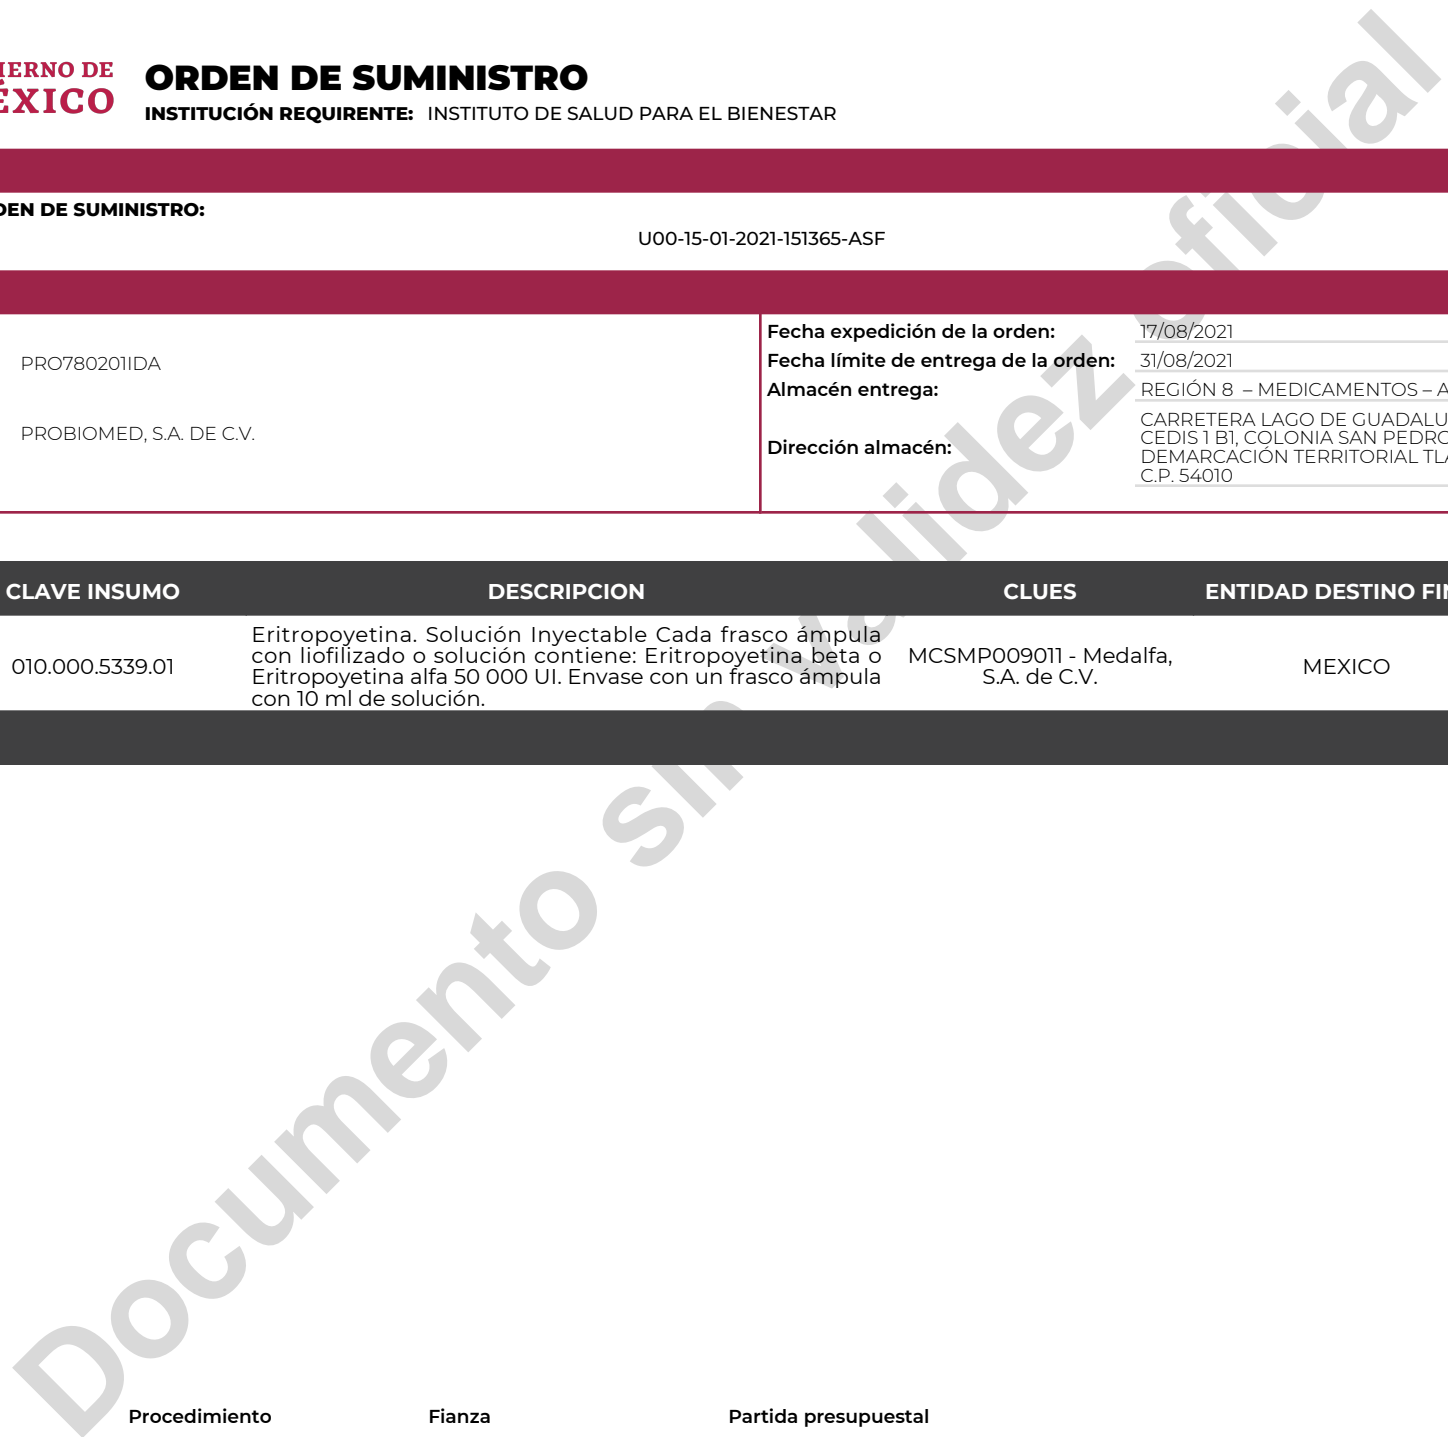 IERNO DE
ÉXICO
ORDEN DE SUMINISTRO
INSTITUCIÓN REQUIRENTE: INSTITUTO DE SALUD PARA EL BIENESTAR
DEN DE SUMINISTRO:
U00-15-01-2021-151365-ASF
PRO780201IDA
PROBIOMED, S.A. DE C.V.
Fecha expedición de la orden: 17/08/2021
Fecha límite de entrega de la orden: 31/08/2021
Almacén entrega: REGIÓN 8 – MEDICAMENTOS – A
Dirección almacén:
CARRETERA LAGO DE GUADALU
CEDIS 1 B1, COLONIA SAN PEDRO
DEMARCACIÓN TERRITORIAL TLA
C.P. 54010
CLAVE INSUMO DESCRIPCION CLUES ENTIDAD DESTINO FIN
010.000.5339.01
Eritropoyetina. Solución Inyectable Cada frasco ámpula
con liofilizado o solución contiene: Eritropoyetina beta o
Eritropoyetina alfa 50 000 UI. Envase con un frasco ámpula
con 10 ml de solución.
MCSMP009011 - Medalfa,
S.A. de C.V.
MEXICO
Documento sin validez oficial
Procedimiento Fianza Partida presupuestal